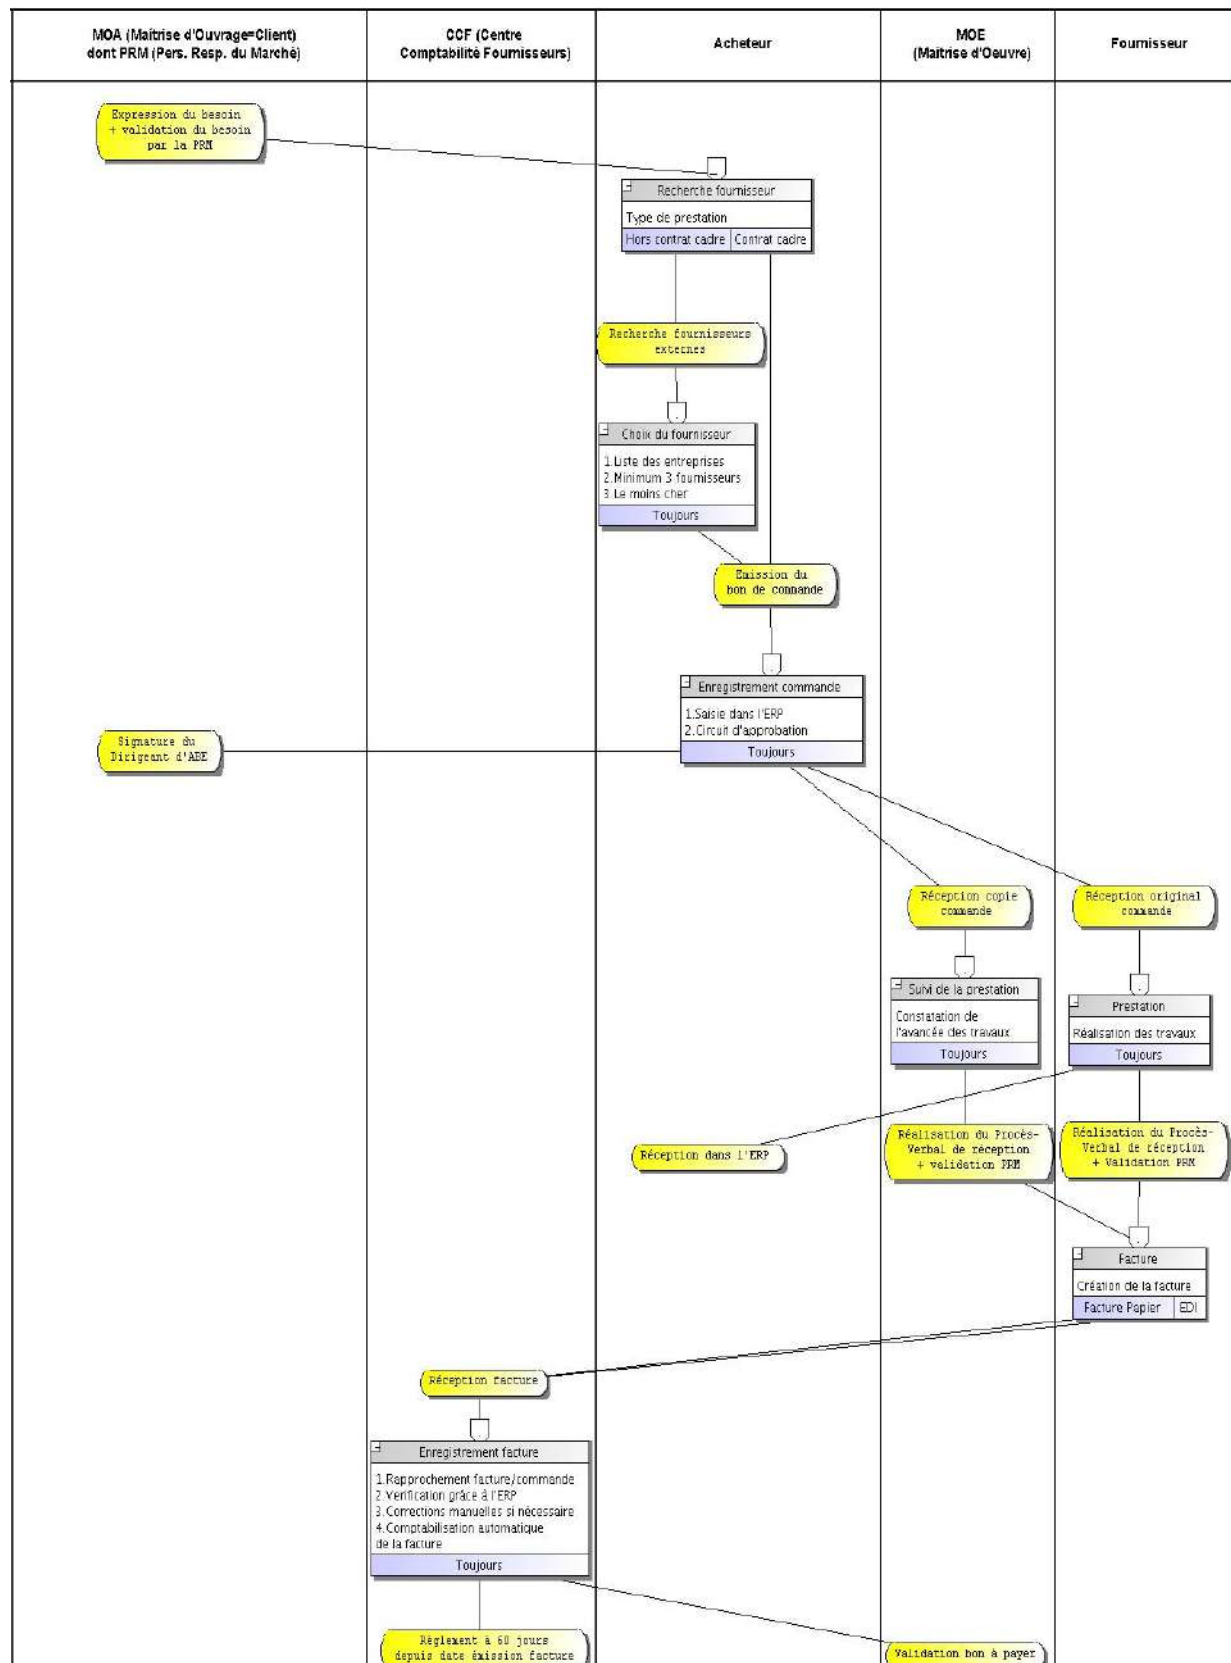 MOA (Maîtrise d'Ouvrage=Client)
dont PRM (Pers. Resp. du Marché)
CCF (Centre
Comptabilité Fournisseurs)
Acheteur
MOE
(Maîtrise d'Oeuvre)
Fournisseur
Expression du besoin
+ validation du besoin
par la PRM
Recherche fournisseur
Type de prestation
Hors contrat cadre
Contrat cadre
Recherche fournisseurs
externes
Choix du fournisseur
1.Liste des entreprises
2.Minimum 3 fournisseurs
3.Le moins cher
Toujours
Emission du
bon de commande
Enregistrement commande
1.Saisie dans l'ERP
2.Circuit d'approbation
Toujours
Signature du
Dirigeant d'ABE
Réception copie
commande
Réception original
commande
Suivi de la prestation
Constatation de
l'avancée des travaux
Toujours
Prestation
Réalisation des travaux
Toujours
Réception dans l'ERP
Réalisation du Procès-
Verbal de réception
+ validation PRM
Réalisation du Procès-
Verbal de réception
+ Validation PRM
Facture
Création de la facture
Facture Papier
EDI
Réception facture
Enregistrement facture
1.Rapprochement facture/commande
2.Vérification grâce à l'ERP
3.Corrections manuelles si nécessaire
4.Comptabilisation automatique
de la facture
Toujours
Règlement à 60 jours
depuis date émission facture
Validation bon à payer